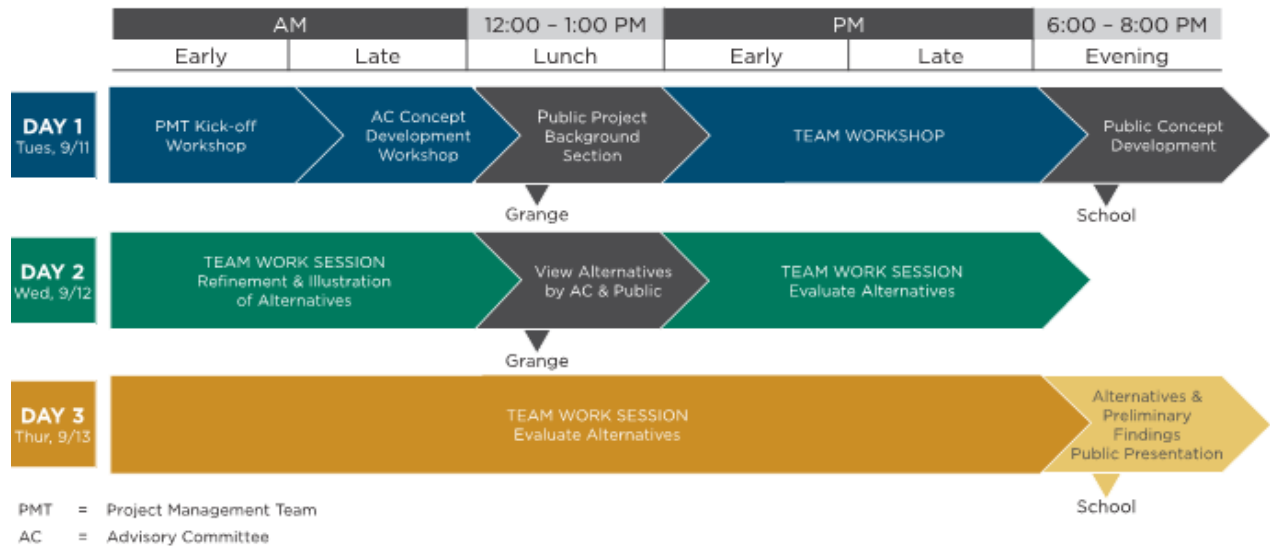 AM
12:00 – 1:00 PM
PM
6:00 – 8:00 PM
Early
Late
Lunch
Early
Late
Evening
DAY 1
Tues, 9/11
PMT Kick-off
Workshop
AC Concept
Development
Workshop
Public Project
Background
Section
TEAM WORKSHOP
Public Concept
Development
Grange
School
DAY 2
Wed, 9/12
TEAM WORK SESSION
Refinement & Illustration
of Alternatives
View Alternatives
by AC & Public
TEAM WORK SESSION
Evaluate Alternatives
Grange
DAY 3
Thur, 9/13
TEAM WORK SESSION
Evaluate Alternatives
Alternatives &
Preliminary
Findings
Public Presentation
School
PMT = Project Management Team
AC = Advisory Committee